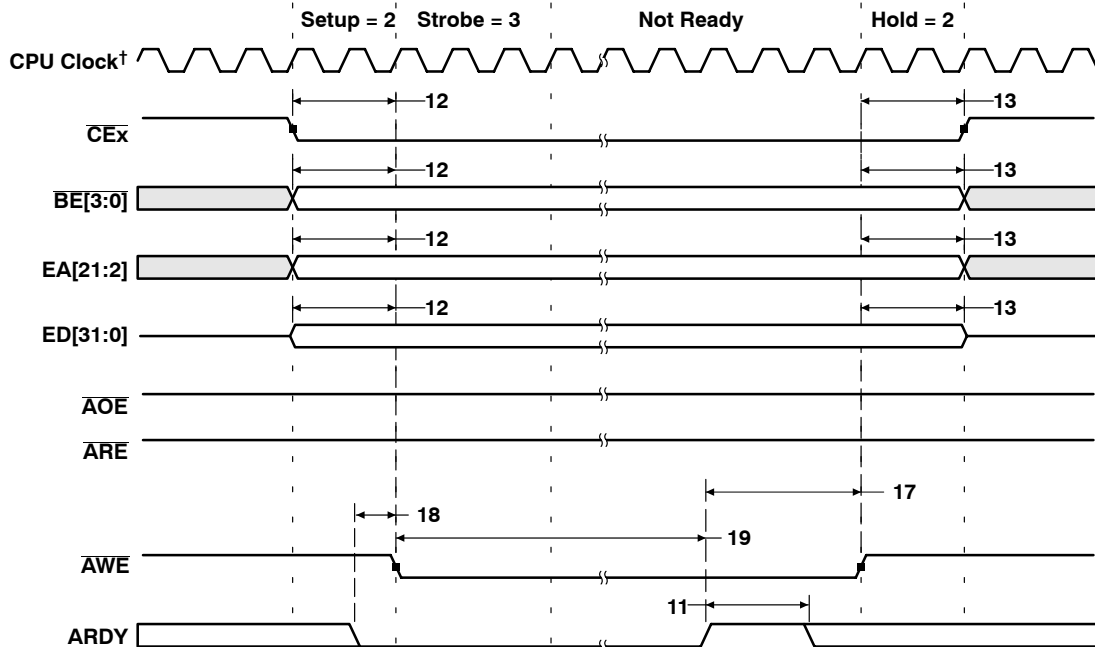 Setup = 2 Strobe = 3 Not Ready Hold = 2
CPU Clock†
12 13
CEx
12 13
BE[3:0]
12 13
EA[21:2]
12 13
ED[31:0]
AOE
ARE
17
18
19
AWE
11
ARDY